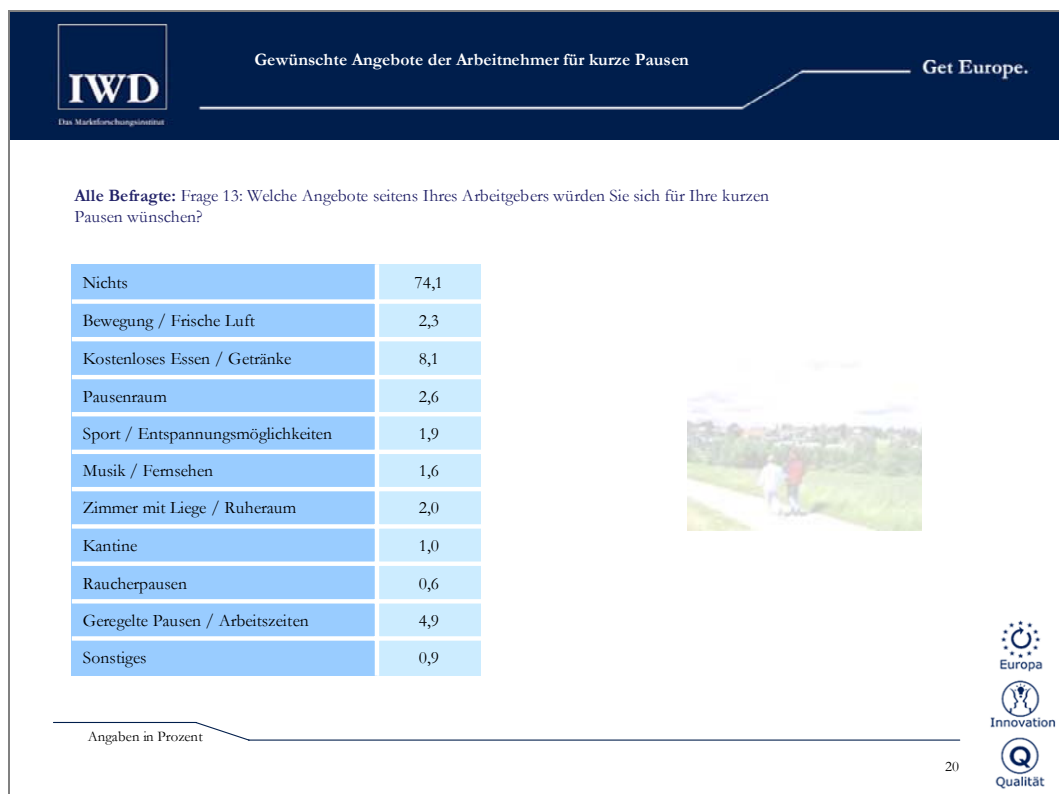 IWD
Das Marktforschungsinstitut
Gewünschte Angebote der Arbeitnehmer für kurze Pausen
Get Europe.
Alle Befragte: Frage 13: Welche Angebote seitens Ihres Arbeitgebers würden Sie sich für Ihre kurzen
Pausen wünschen?
Nichts 74,1
Bewegung / Frische Luft 2,3
Kostenloses Essen / Getränke 8,1
Pausenraum 2,6
Sport / Entspannungsmöglichkeiten 1,9
Musik / Fernsehen 1,6
Zimmer mit Liege / Ruheraum 2,0
Kantine 1,0
Raucherpausen 0,6
Geregelte Pausen / Arbeitszeiten 4,9
Sonstiges 0,9
Europa
Innovation
Q
Qualität
Angaben in Prozent
20